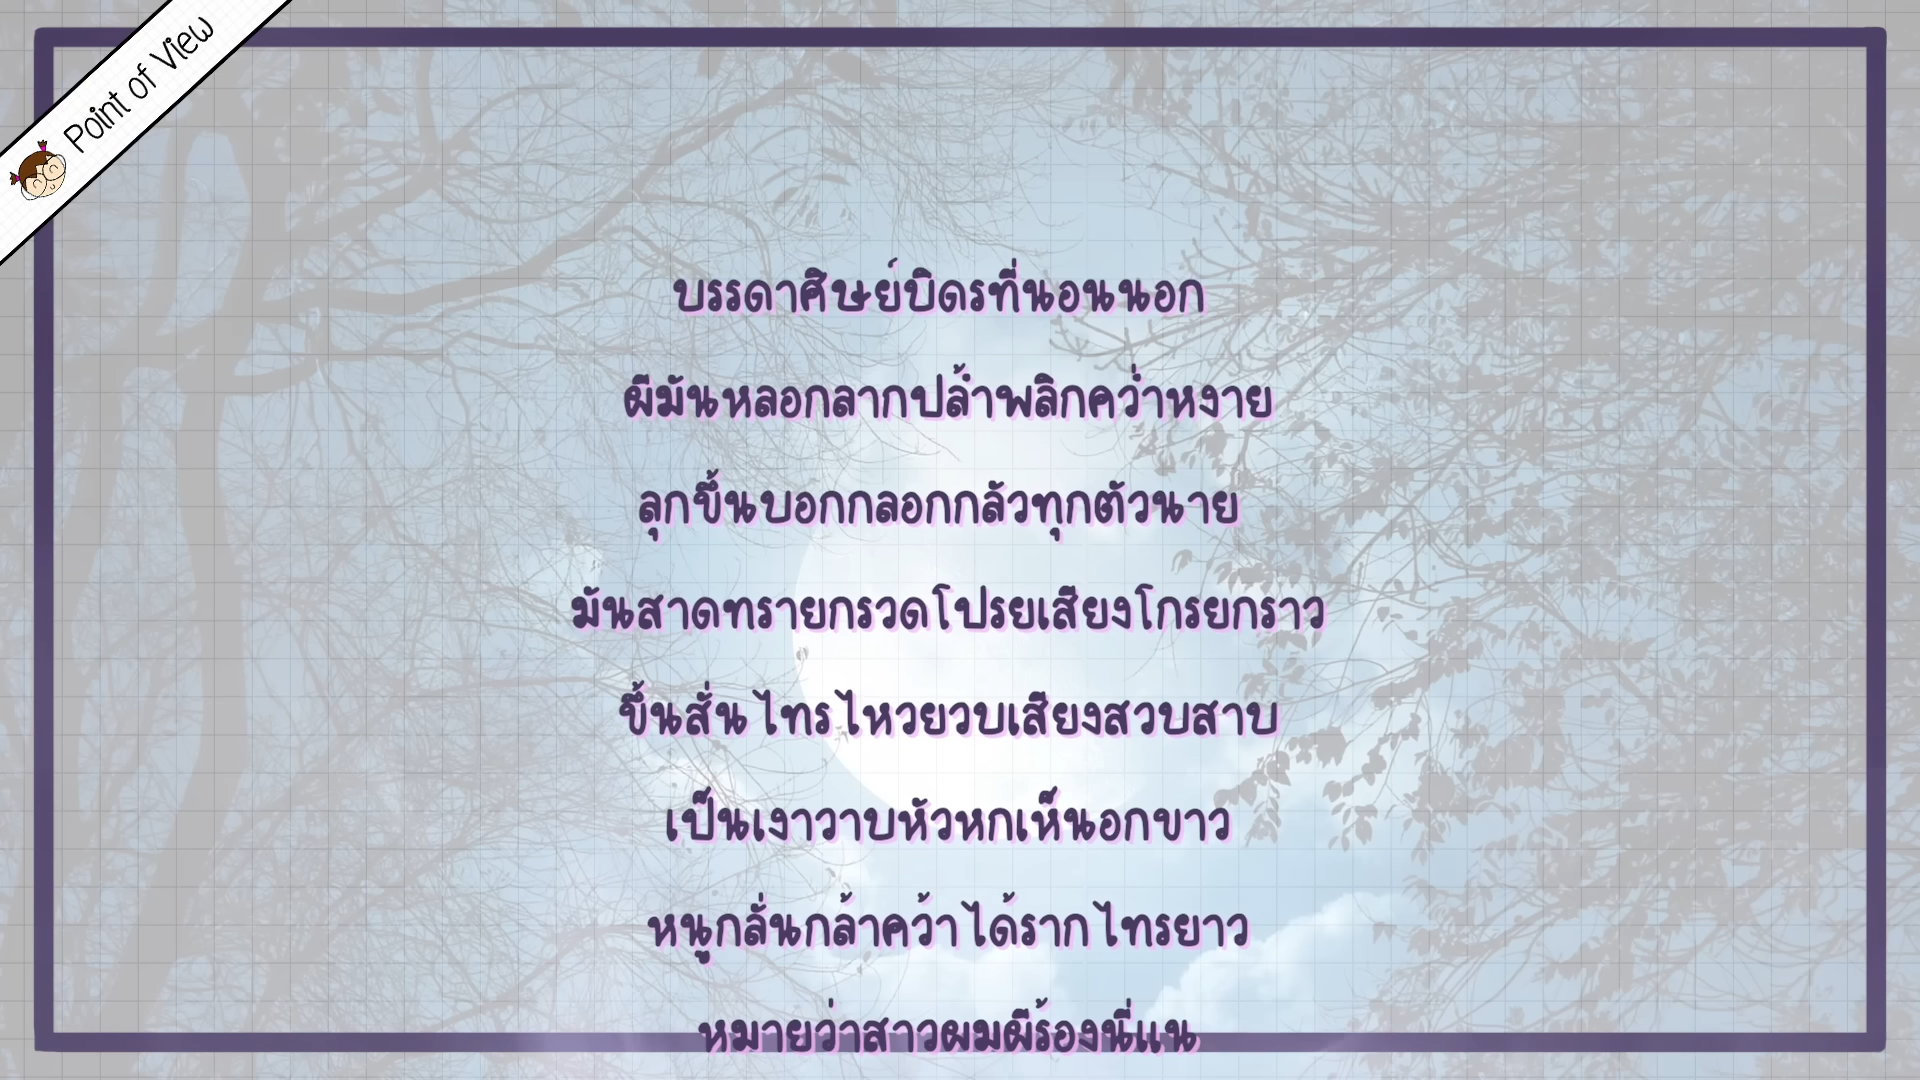 Point of View
บรรดาศิษย์บิดรที่นอนนอก
ผีมันหลอกลากปล้ำพลิกคว่ำหงาย
ลุกขึ้นบอกกลอกกลัวทุกตัวนาย
มันสาดทรายกรวดโปรยเสียงโกรยกราว
ขึ้นสั่นไทรไหวยวบเสียงสวบสาบ
เป็นเงาวาบหัวหกเห็นอกขาว
หนูกลั่นกล้าคว้าได้รากไทรยาว
หมายว่าสาวผมผีร้องนี่แน